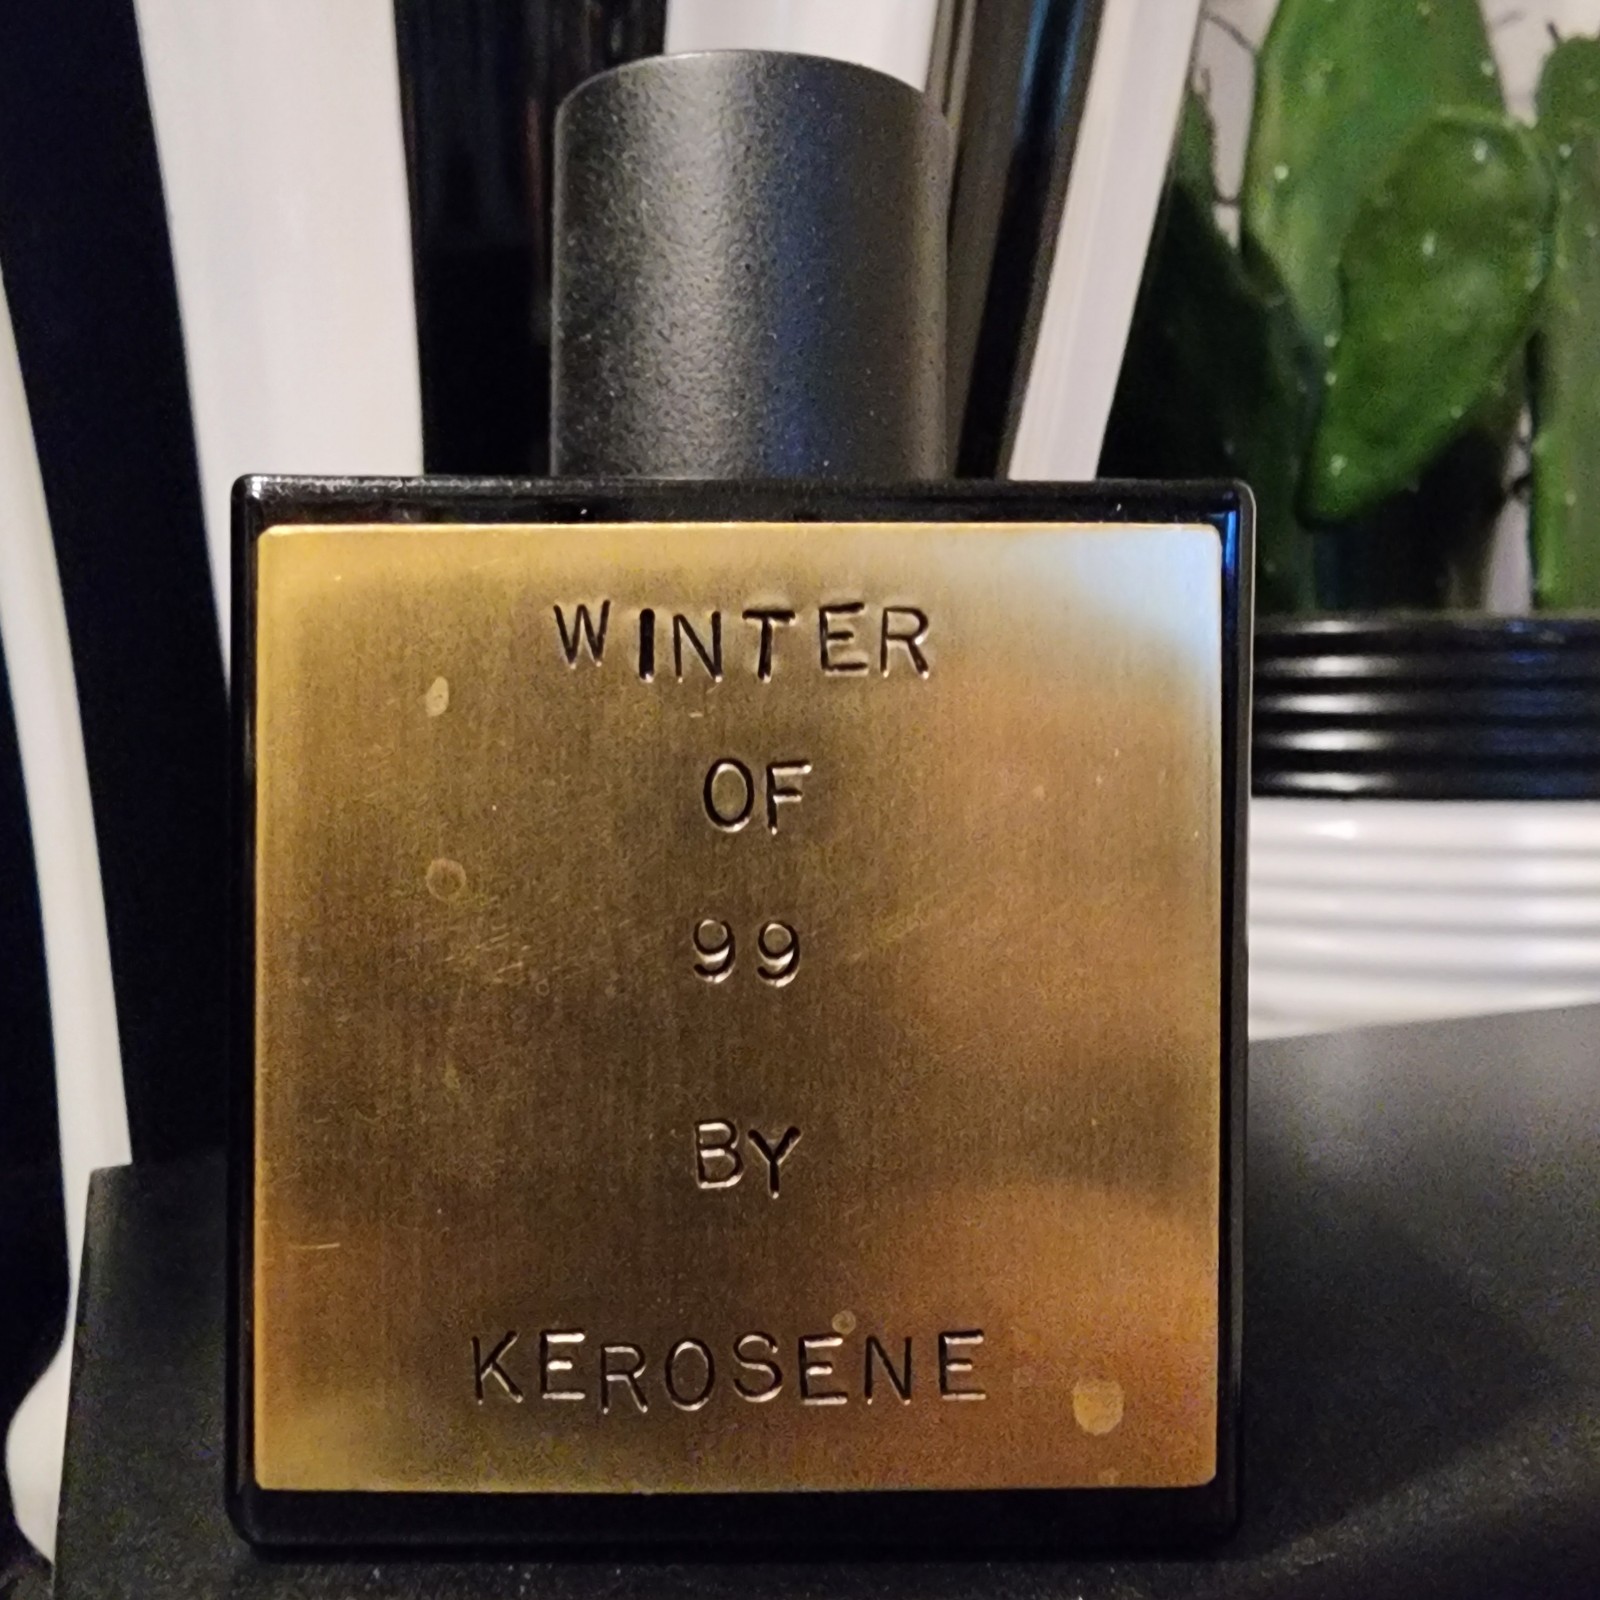 WINTER
OF
99
BY
KEROSENE